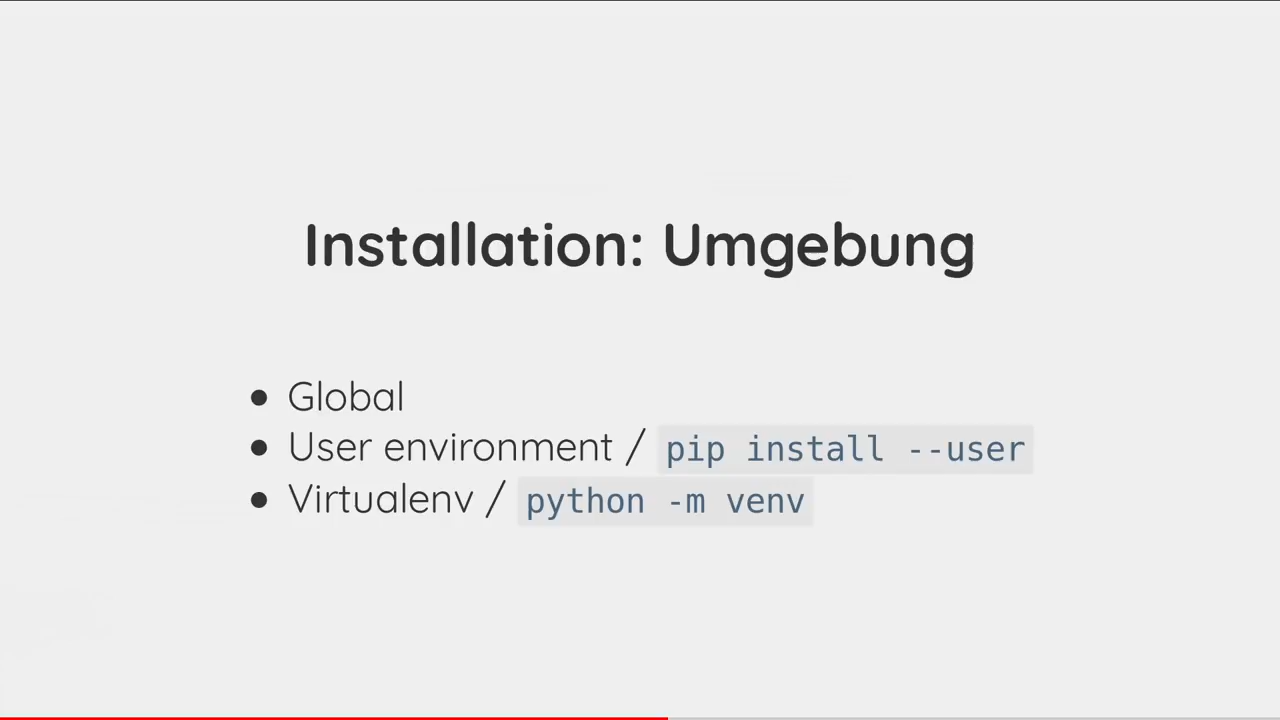 Installation: Umgebung
• Global
• User environment / pip install --user
• Virtualenv / python -m venv